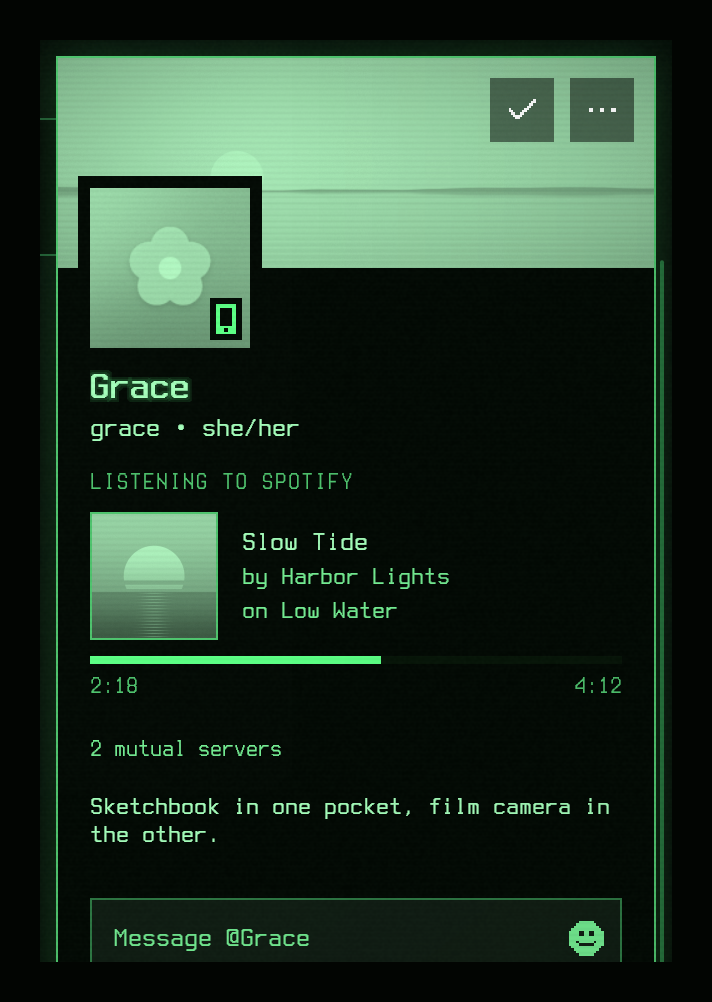 Grace
grace • she/her
LISTENING TO SPOTIFY
Slow Tide
by Harbor Lights
on Low Water
2:18
4:12
2 mutual servers
Sketchbook in one pocket, film camera in
the other.
Message @Grace